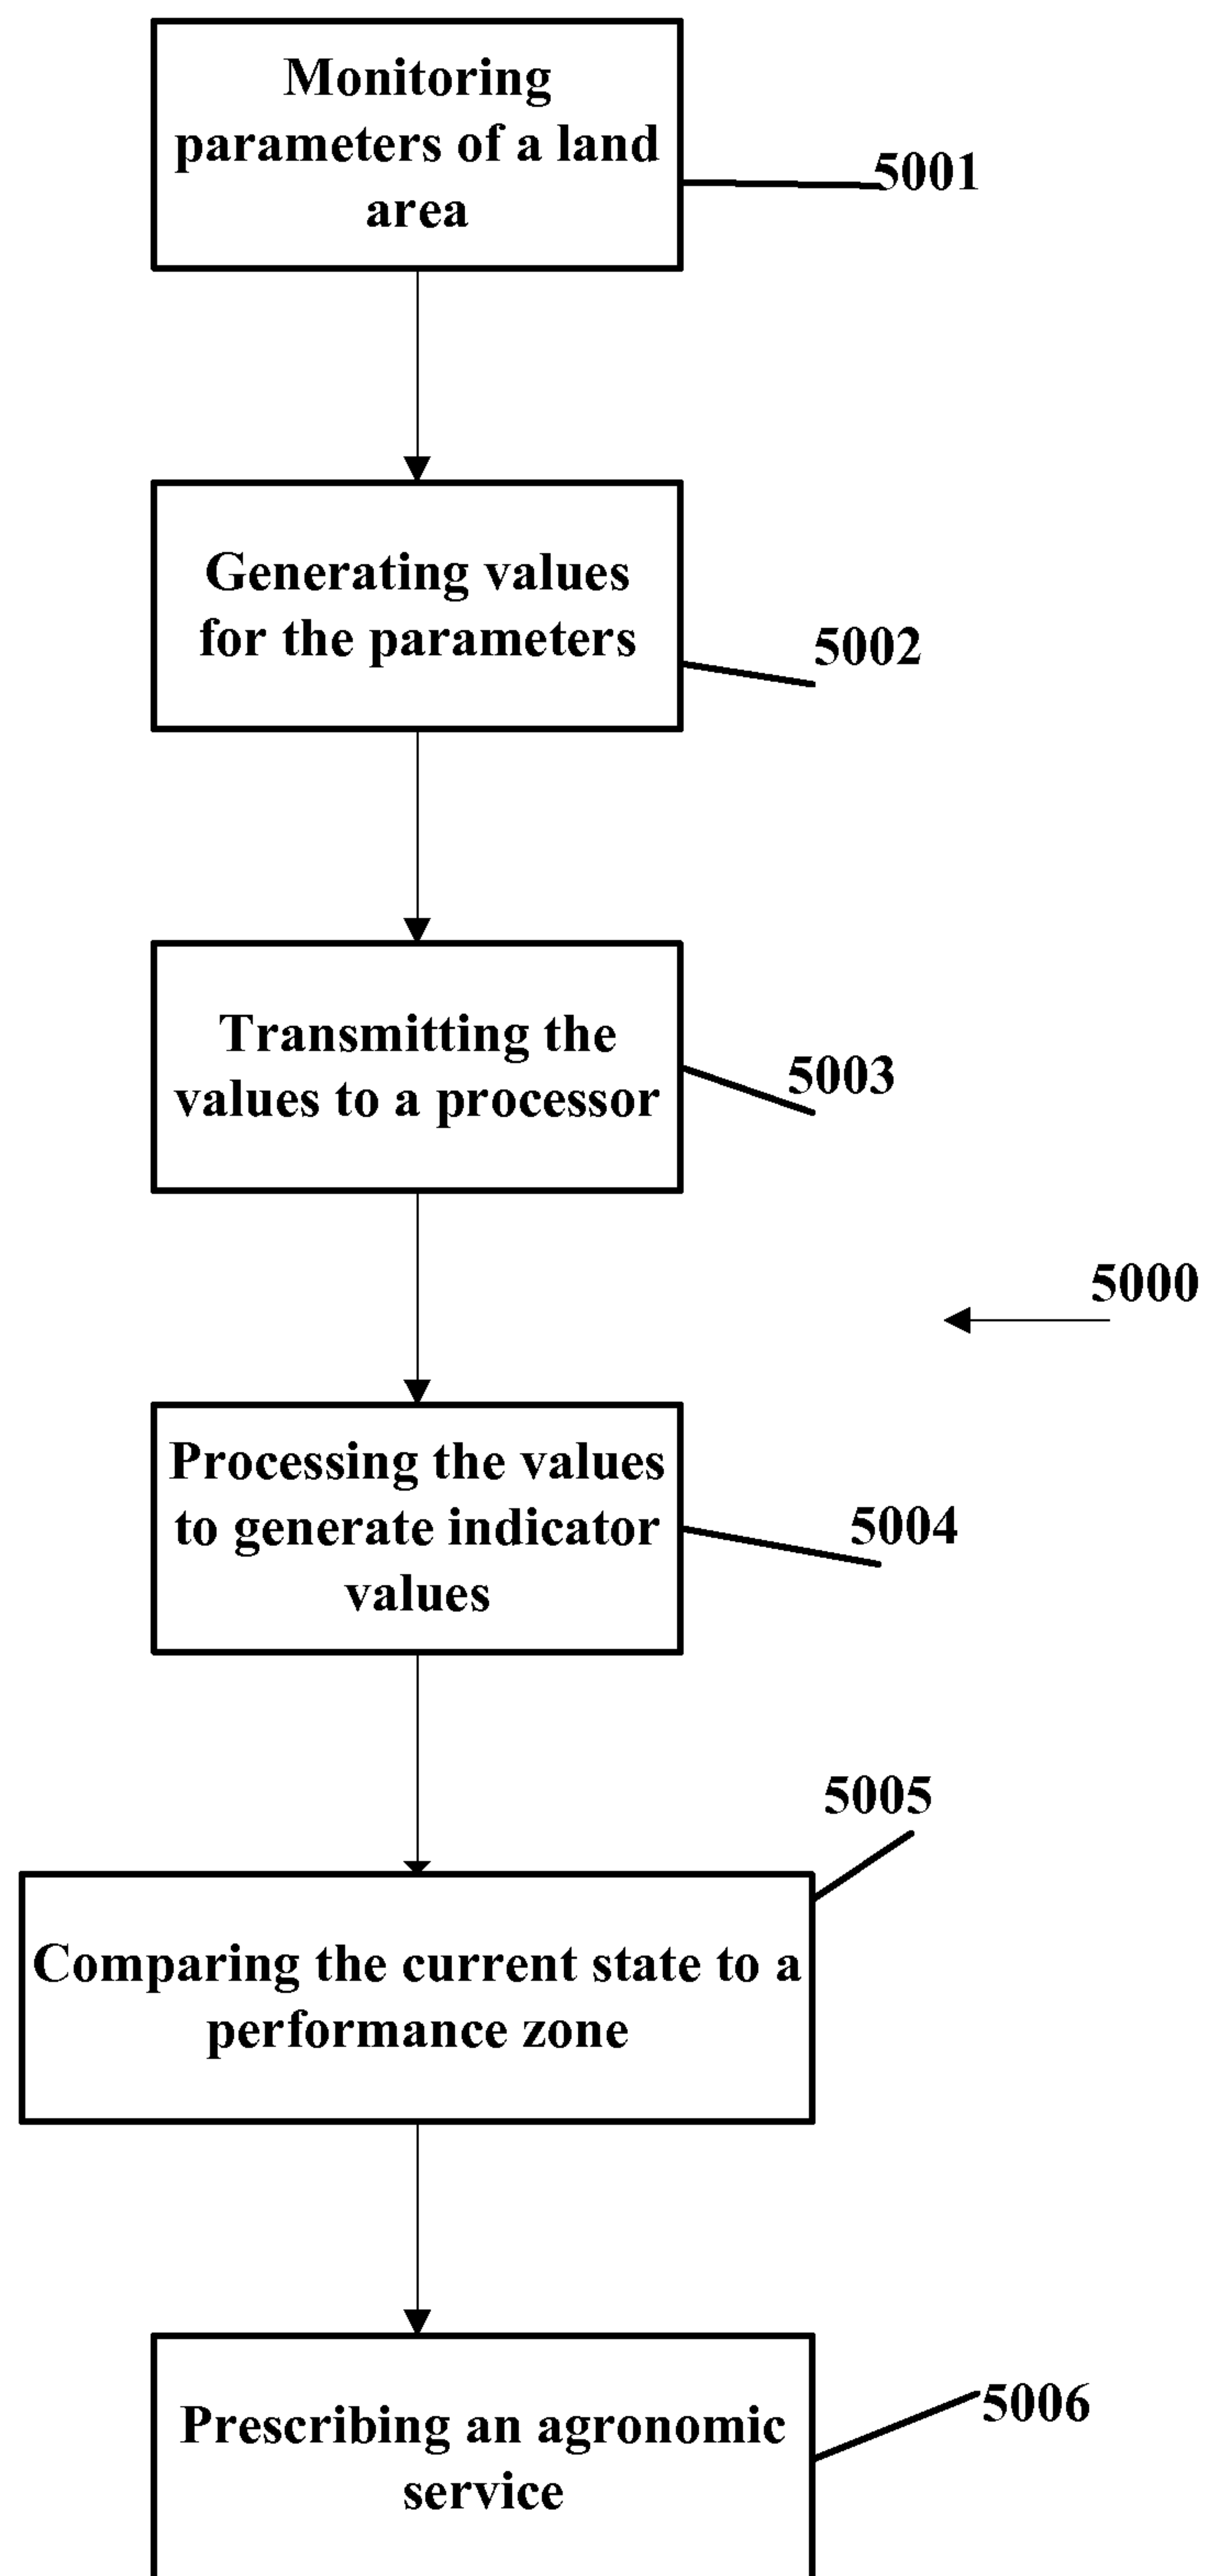 Monitoring
parameters of a land
area
5001
Generating values
for the parameters
5002
Transmitting the
values to a processor
5003
5000
Processing the values
to generate indicator
values
5004
5005
Comparing the current state to a
performance zone
Prescribing an agronomic
service
5006